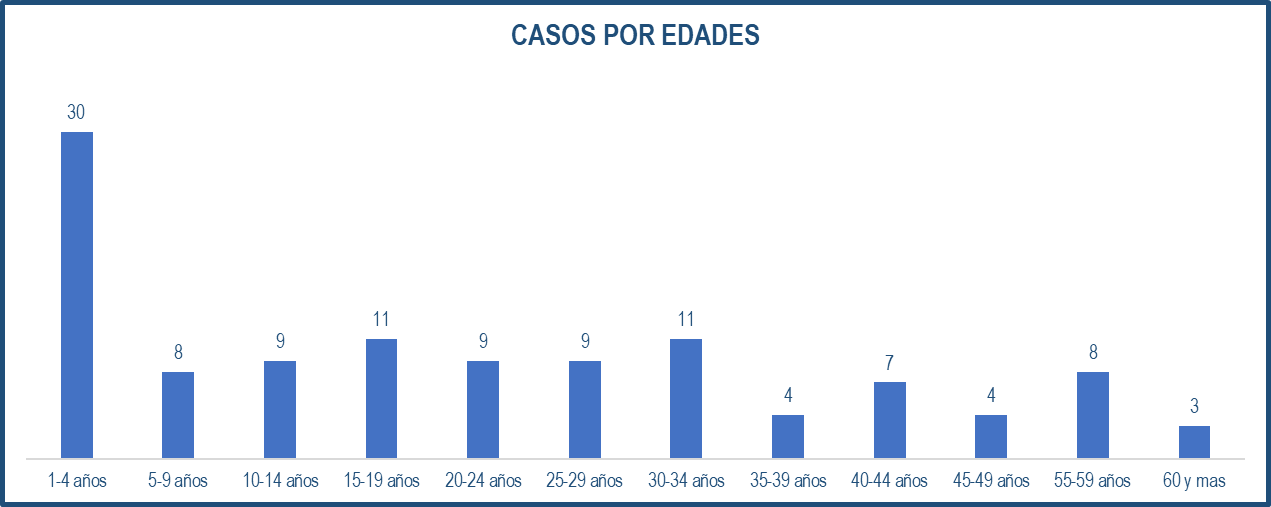 CASOS POR EDADES
30
8
9
11
9
9
11
4
7
4
8
3
1-4 años
5-9 años
10-14 años
15-19 años
20-24 años
25-29 años
30-34 años
35-39 años
40-44 años
45-49 años
55-59 años
60 y mas